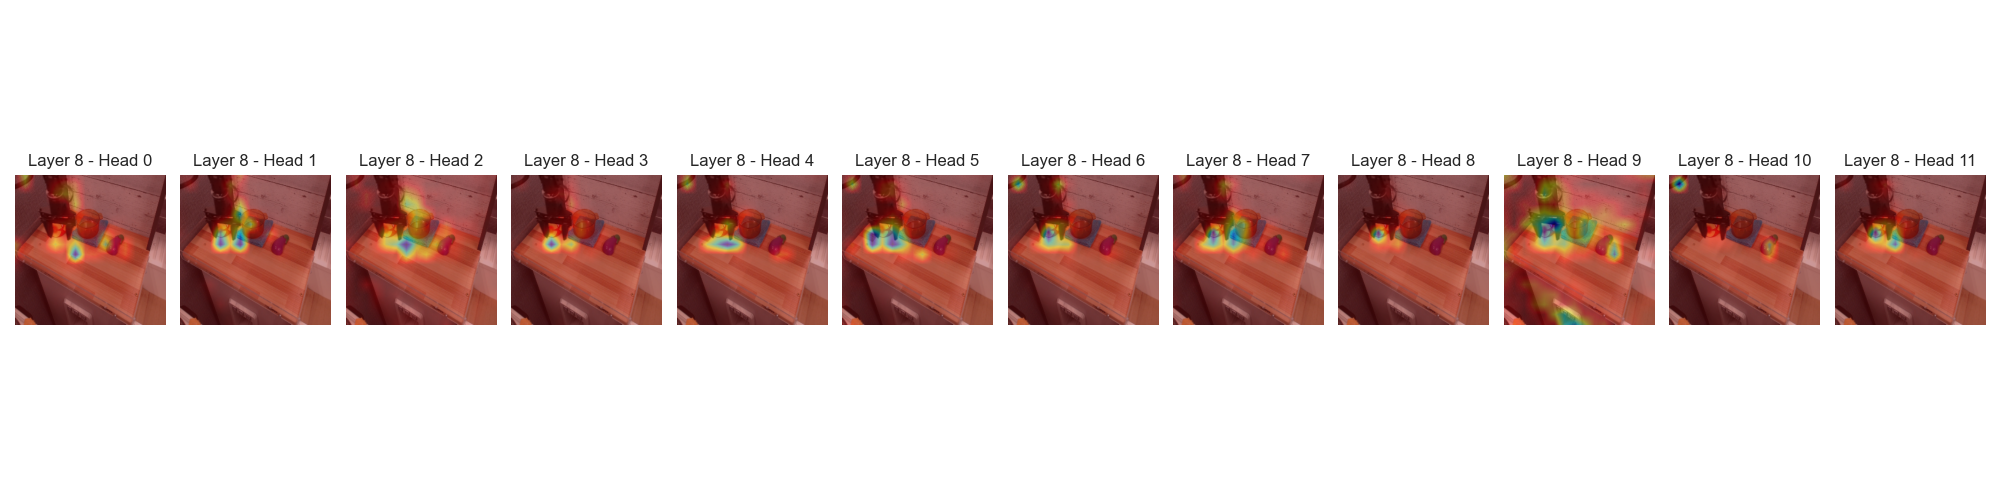 Layer 8 - Head 0
Layer 8 - Head 1
Layer 8 - Head 2
Layer 8 - Head 3
Layer 8 - Head 4
Layer 8 - Head 5
Layer 8 - Head 6
Layer 8 - Head 7
Layer 8 - Head 8
Layer 8 - Head 9
Layer 8 - Head 10
Layer 8 - Head 11